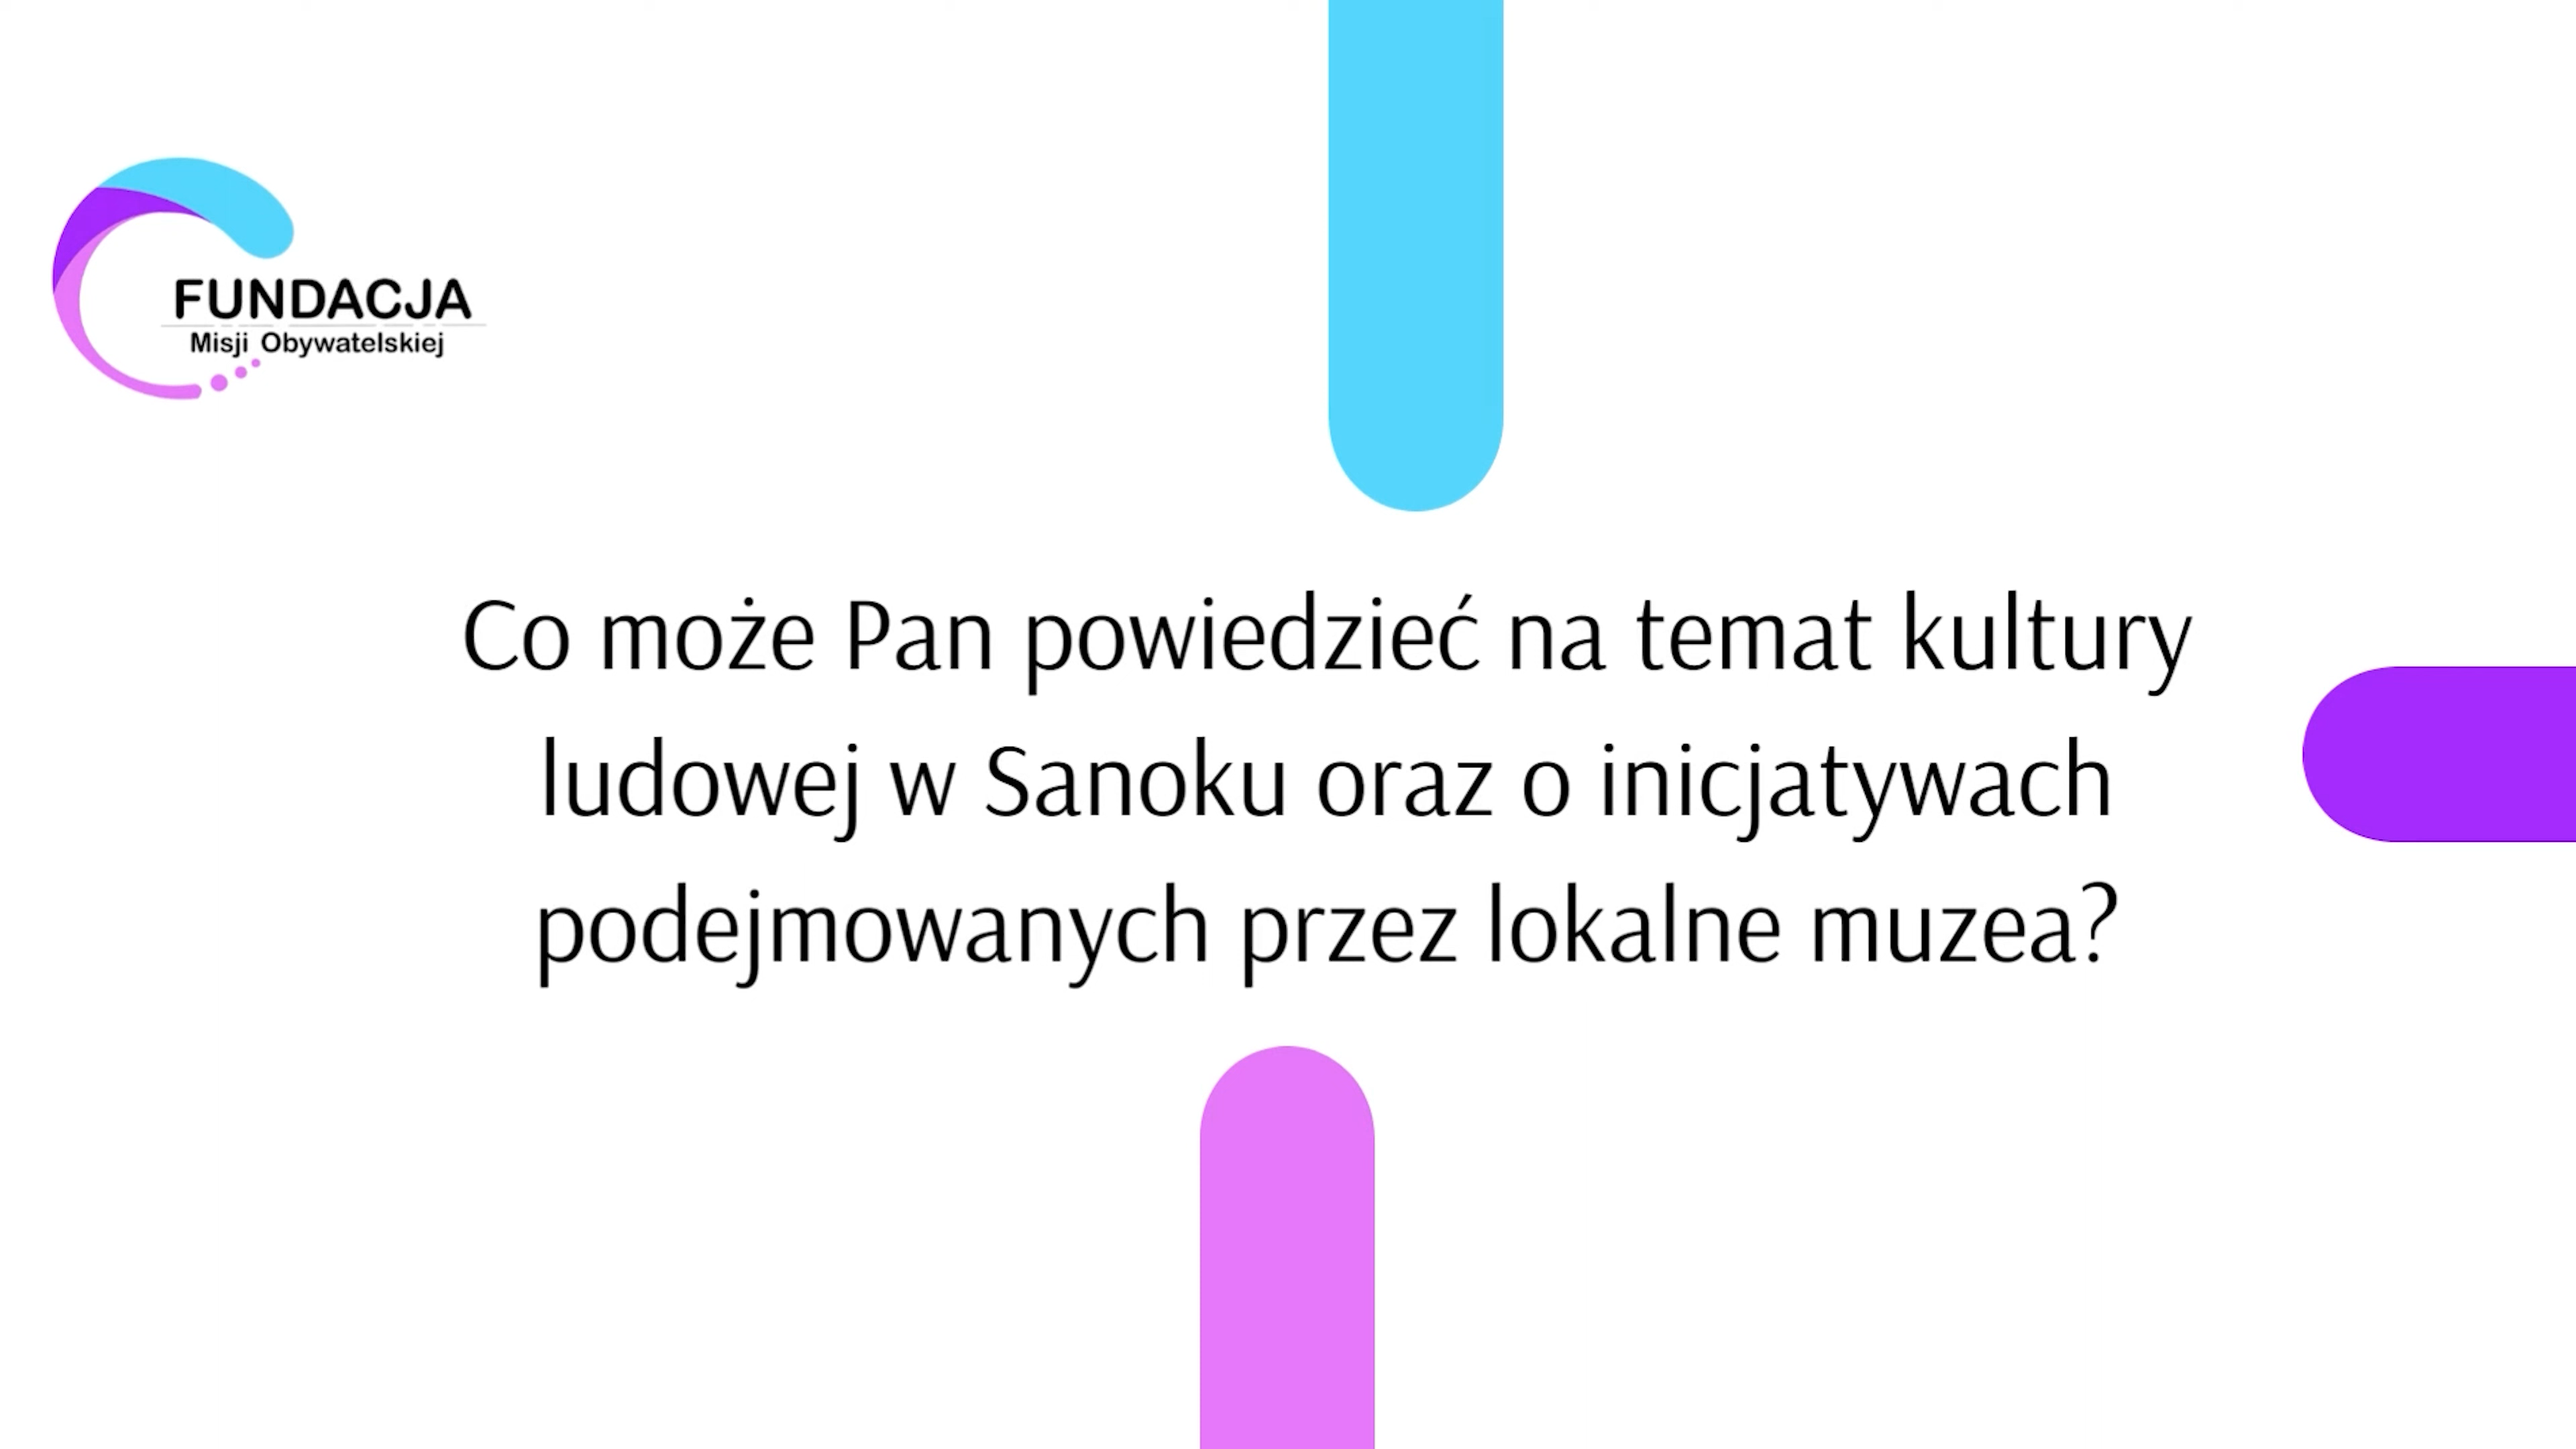 FUNDACJA
Misji Obywatelskiej
Co może Pan powiedzieć na temat kultury
ludowej w Sanoku oraz o inicjatywach
podejmowanych przez lokalne muzea?